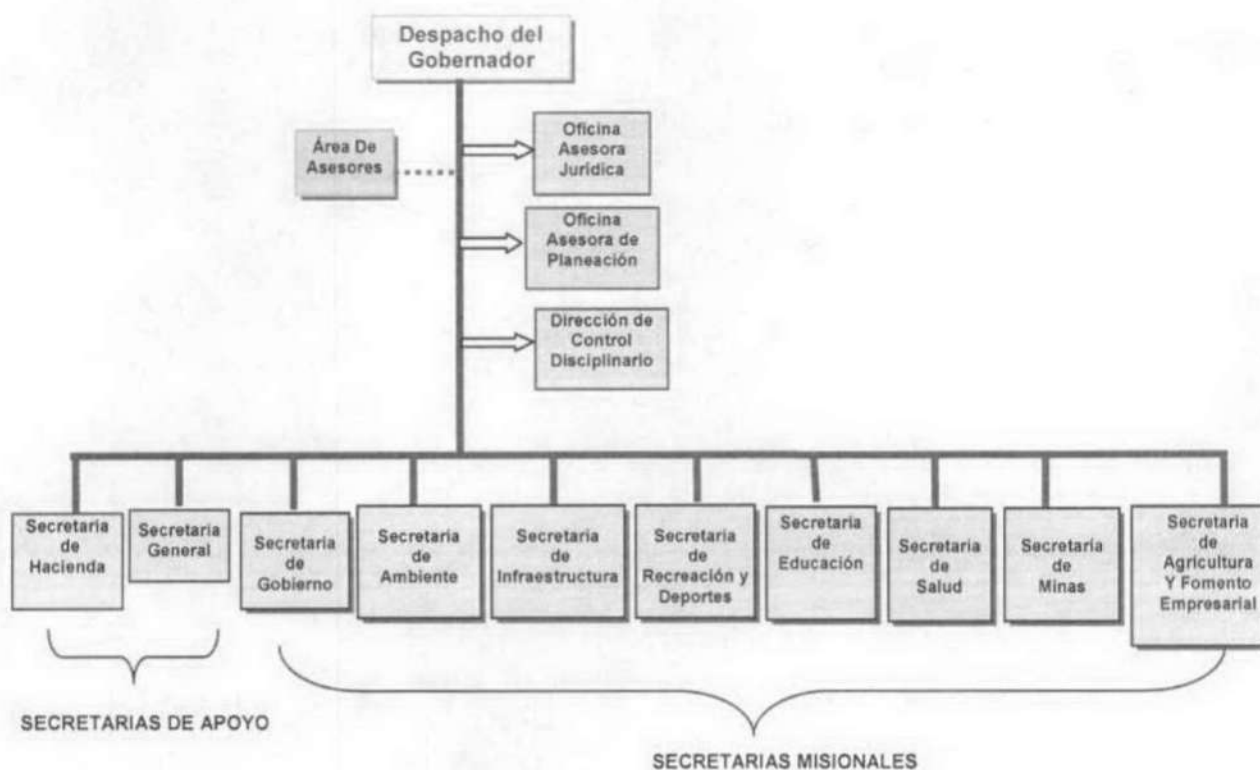 Despacho del
Gobernador
Área De
Asesores
Oficina
Asesora
Jurídica
Oficina
Asesora de
Planeación
Dirección de
Control
Disciplinario
Secretaria
de
Hacienda
Secretaria
General
Secretaria
de
Gobierno
Secretaria
de
Ambiente
Secretaria
de
Infraestructura
Secretaria
de
Recreación y
Deportes
Secretaria
de
Educación
Secretaria
de
Salud
Secretaria
de
Minas
Secretaria
de
Agricultura
Y Fomento
Empresarial
SECRETARIAS DE APOYO
SECRETARIAS MISIONALES